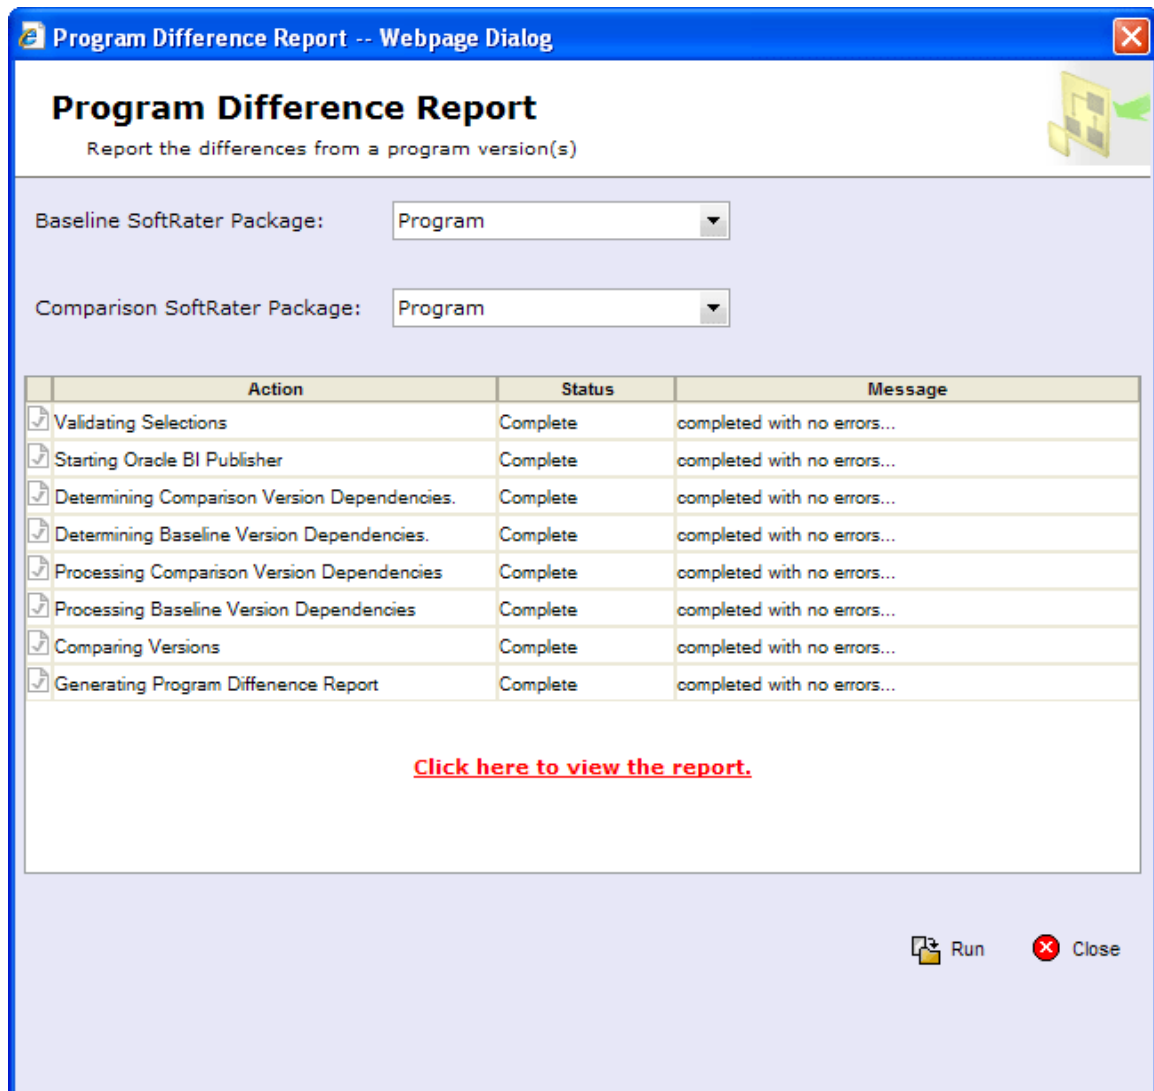 Program Difference Report -- Webpage Dialog
Program Difference Report
Report the differences from a program version(s)
Baseline SoftRater Package: Program
Comparison SoftRater Package: Program
Action Status Message
Validating Selections Complete completed with no errors...
Starting Oracle BI Publisher Complete completed with no errors...
Determining Comparison Version Dependencies. Complete completed with no errors...
Determining Baseline Version Dependencies. Complete completed with no errors...
Processing Comparison Version Dependencies Complete completed with no errors...
Processing Baseline Version Dependencies Complete completed with no errors...
Comparing Versions Complete completed with no errors...
Generating Program Diffenence Report Complete completed with no errors...
Click here to view the report.
Run Close